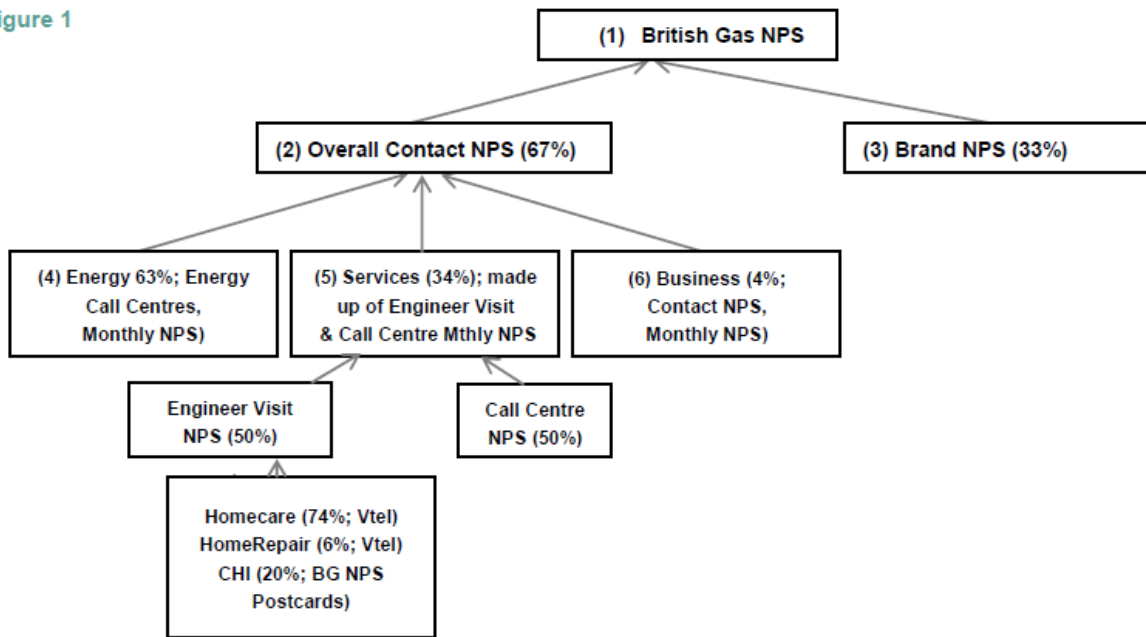 igure 1
(1) British Gas NPS
(2) Overall Contact NPS (67%)
(3) Brand NPS (33%)
(4) Energy 63%; Energy
Call Centres,
Monthly NPS)
(5) Services (34%); made
up of Engineer Visit
& Call Centre Mthly NPS
(6) Business (4%;
Contact NPS,
Monthly NPS)
Engineer Visit
NPS (50%)
Call Centre
NPS (50%)
Homecare (74%; Vtel)
HomeRepair (6%; Vtel)
CHI (20%; BG NPS
Postcards)